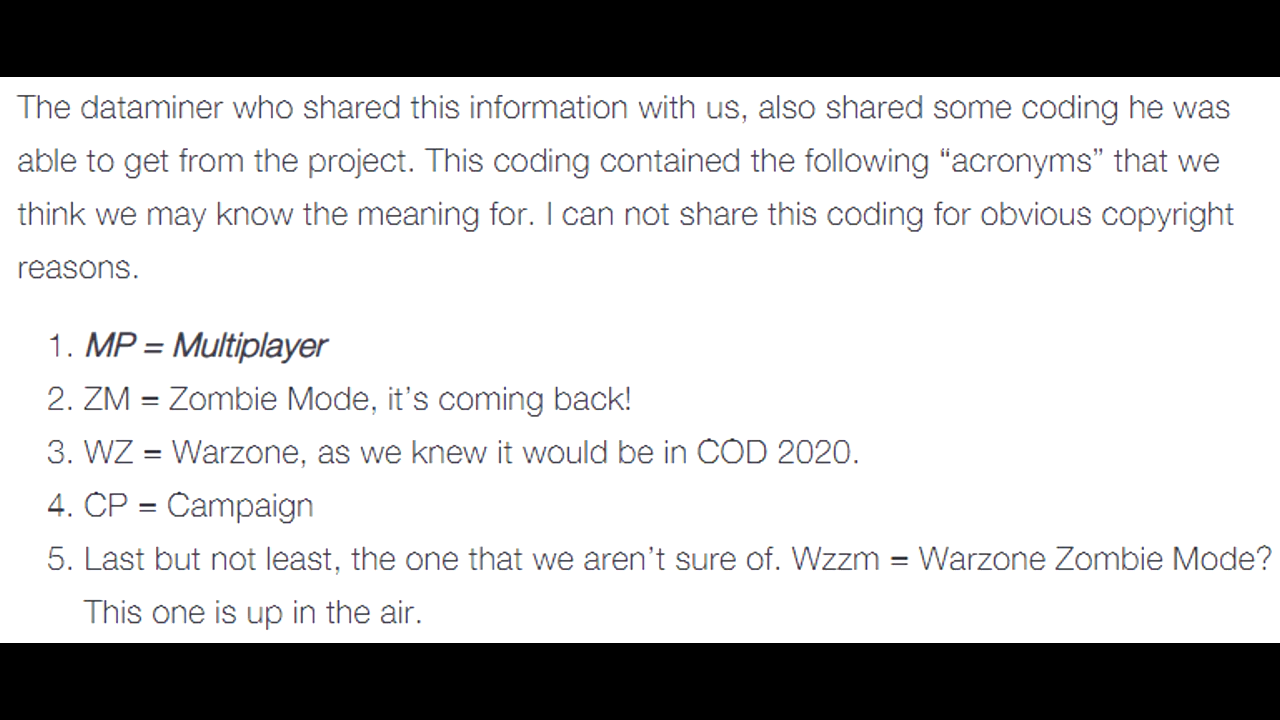 The dataminer who shared this information with us, also shared some coding he was
able to get from the project. This coding contained the following “acronyms” that we
think we may know the meaning for. I can not share this coding for obvious copyright
reasons.
1. MP = Multiplayer
2. ZM = Zombie Mode, it’s coming back!
3. WZ = Warzone, as we knew it would be in COD 2020.
4. CP = Campaign
5. Last but not least, the one that we aren’t sure of. Wzzm = Warzone Zombie Mode?
This one is up in the air.